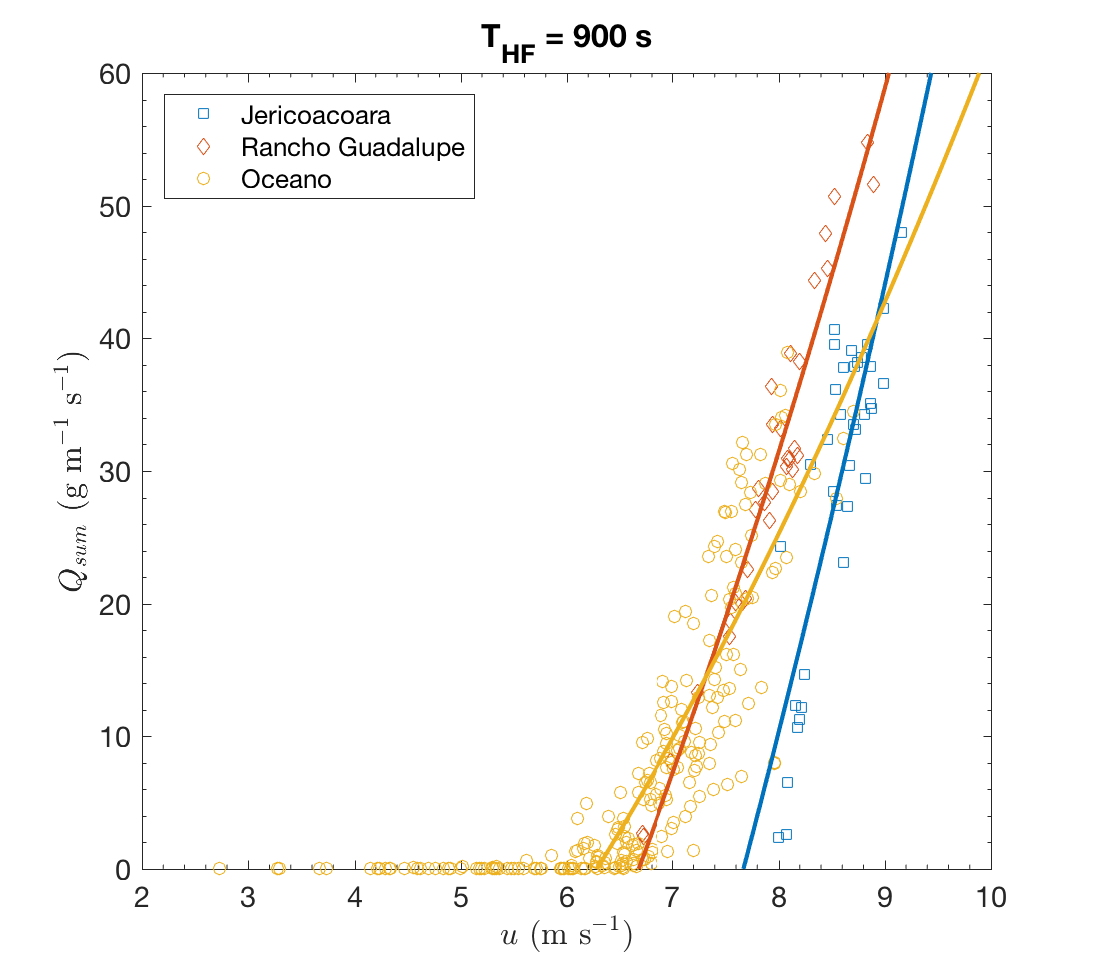 T_HF = 900 s
Jericoacoara
Rancho Guadalupe
Oceano
60
50
40
30
20
10
0
Q_sum (g m⁻¹ s⁻¹)
2 3 4 5 6 7 8 9 10
u (m s⁻¹)